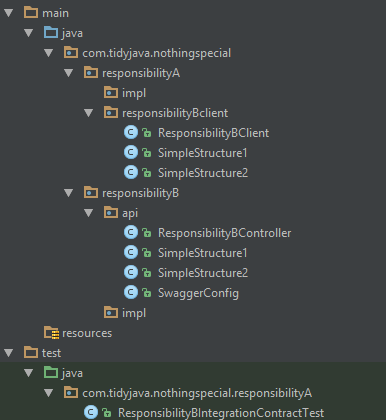 main
java
com.tidyjava.nothingspecial
responsibilityA
impl
responsibilityBclient
ResponsibilityBClient
SimpleStructure1
SimpleStructure2
responsibilityB
api
ResponsibilityBController
SimpleStructure1
SimpleStructure2
SwaggerConfig
impl
resources
test
java
com.tidyjava.nothingspecial.responsibilityA
ResponsibilityBIntegrationContractTest